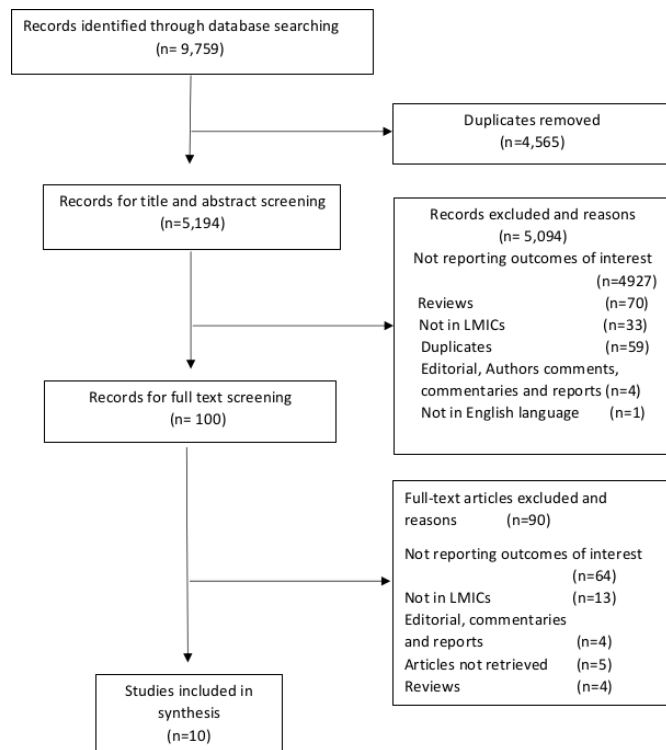 Records identified through database searching
(n= 9,759)
Duplicates removed
(n=4,565)
Records for title and abstract screening
(n=5,194)
Records excluded and reasons
(n= 5,094)
Not reporting outcomes of interest
(n=4927)
Reviews (n=70)
Not in LMICs (n=33)
Duplicates (n=59)
Editorial, Authors comments,
commentaries and reports (n=4)
Not in English language (n=1)
Records for full text screening
(n= 100)
Full-text articles excluded and
reasons (n=90)
Not reporting outcomes of interest
(n=64)
Not in LMICs (n=13)
Editorial, commentaries
and reports (n=4)
Articles not retrieved (n=5)
Reviews (n=4)
Studies included in
synthesis
(n=10)